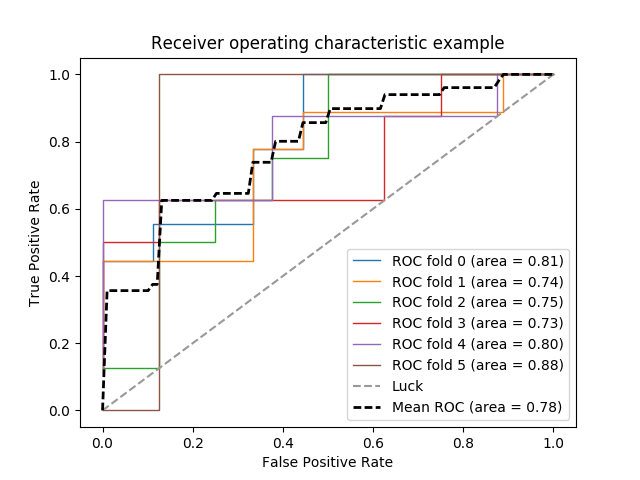 Receiver operating characteristic example
True Positive Rate
1.0
0.8
0.6
0.4
0.2
0.0
ROC fold 0 (area = 0.81)
ROC fold 1 (area = 0.74)
ROC fold 2 (area = 0.75)
ROC fold 3 (area = 0.73)
ROC fold 4 (area = 0.80)
ROC fold 5 (area = 0.88)
Luck
Mean ROC (area = 0.78)
0.0 0.2 0.4 0.6 0.8 1.0
False Positive Rate